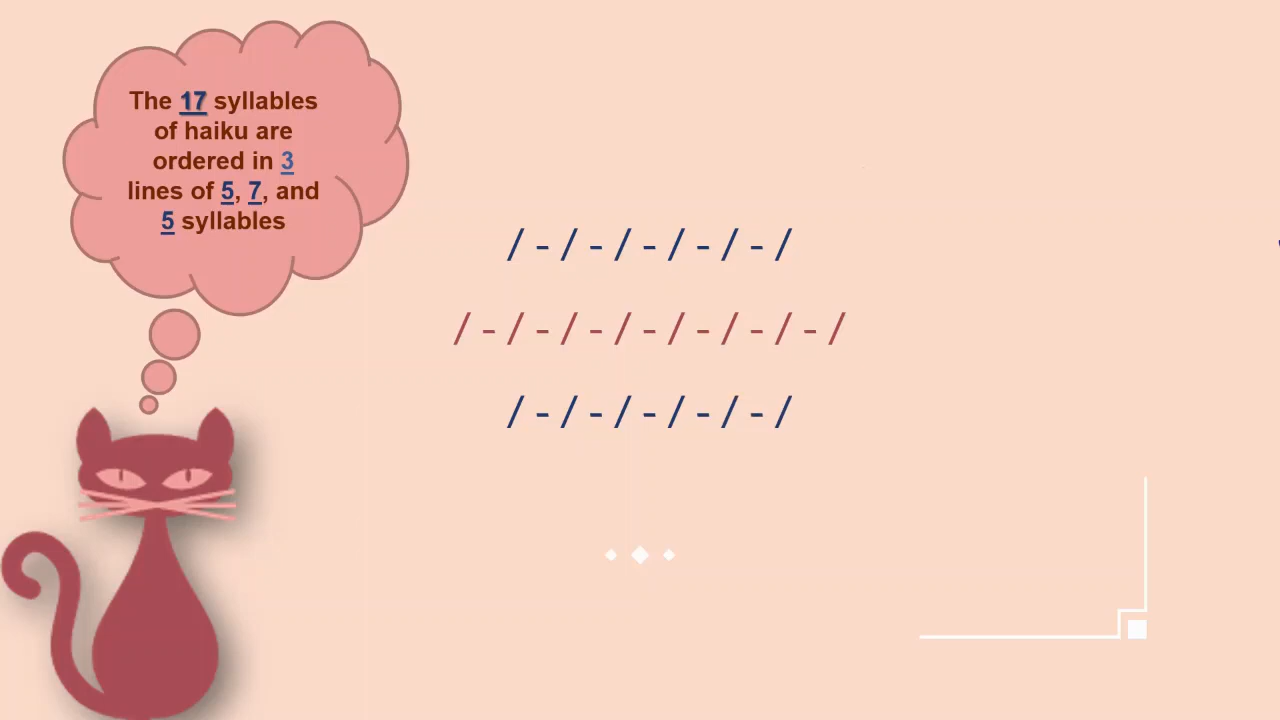 The 17 syllables
of haiku are
ordered in 3
lines of 5, 7, and
5 syllables
/ - / - / - / - / - /
/ - / - / - / - / - / - / - /
/ - / - / - / - / - /